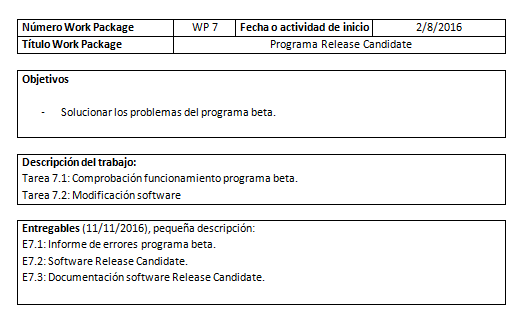 Número Work Package WP 7 Fecha o actividad de inicio 2/8/2016
Título Work Package Programa Release Candidate
Objetivos
- Solucionar los problemas del programa beta.
Descripción del trabajo:
Tarea 7.1: Comprobación funcionamiento programa beta.
Tarea 7.2: Modificación software
Entregables (11/11/2016), pequeña descripción:
E7.1: Informe de errores programa beta.
E7.2: Software Release Candidate.
E7.3: Documentación software Release Candidate.